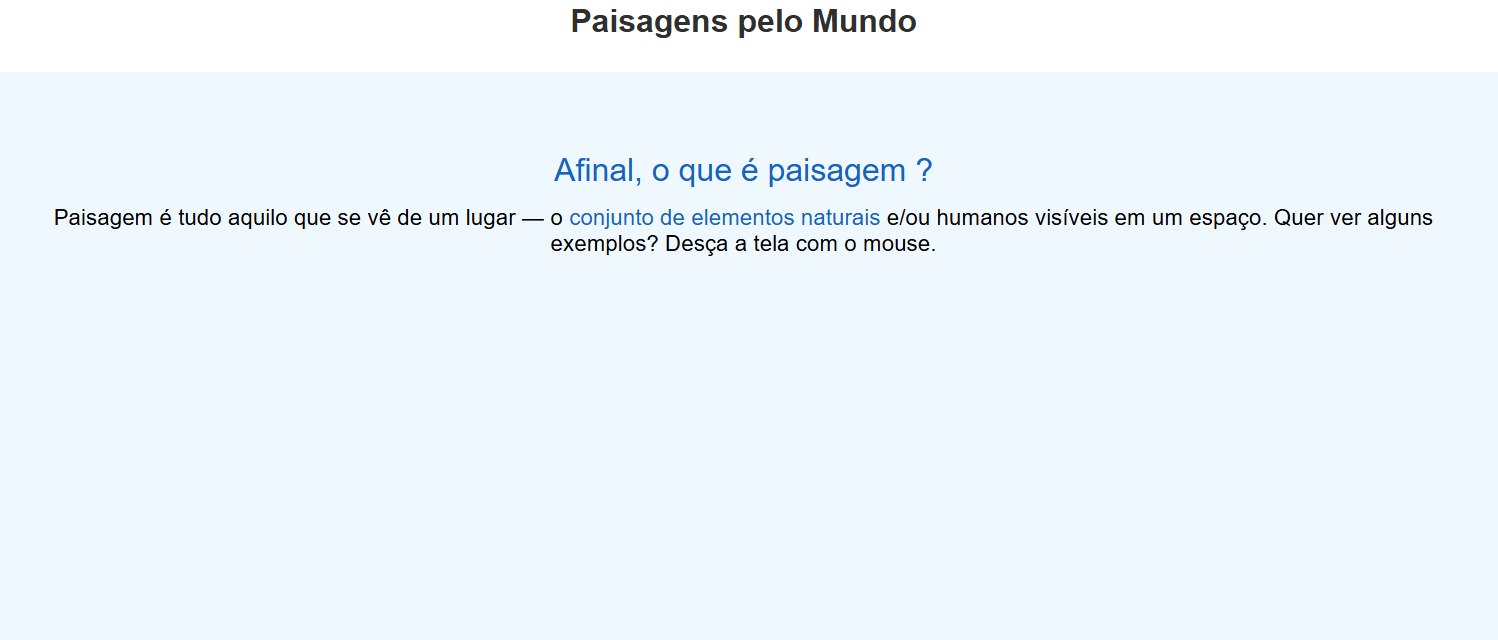 Paisagens pelo Mundo
Afinal, o que é paisagem ?
Paisagem é tudo aquilo que se vê de um lugar — o conjunto de elementos naturais e/ou humanos visíveis em um espaço. Quer ver alguns
exemplos? Desça a tela com o mouse.